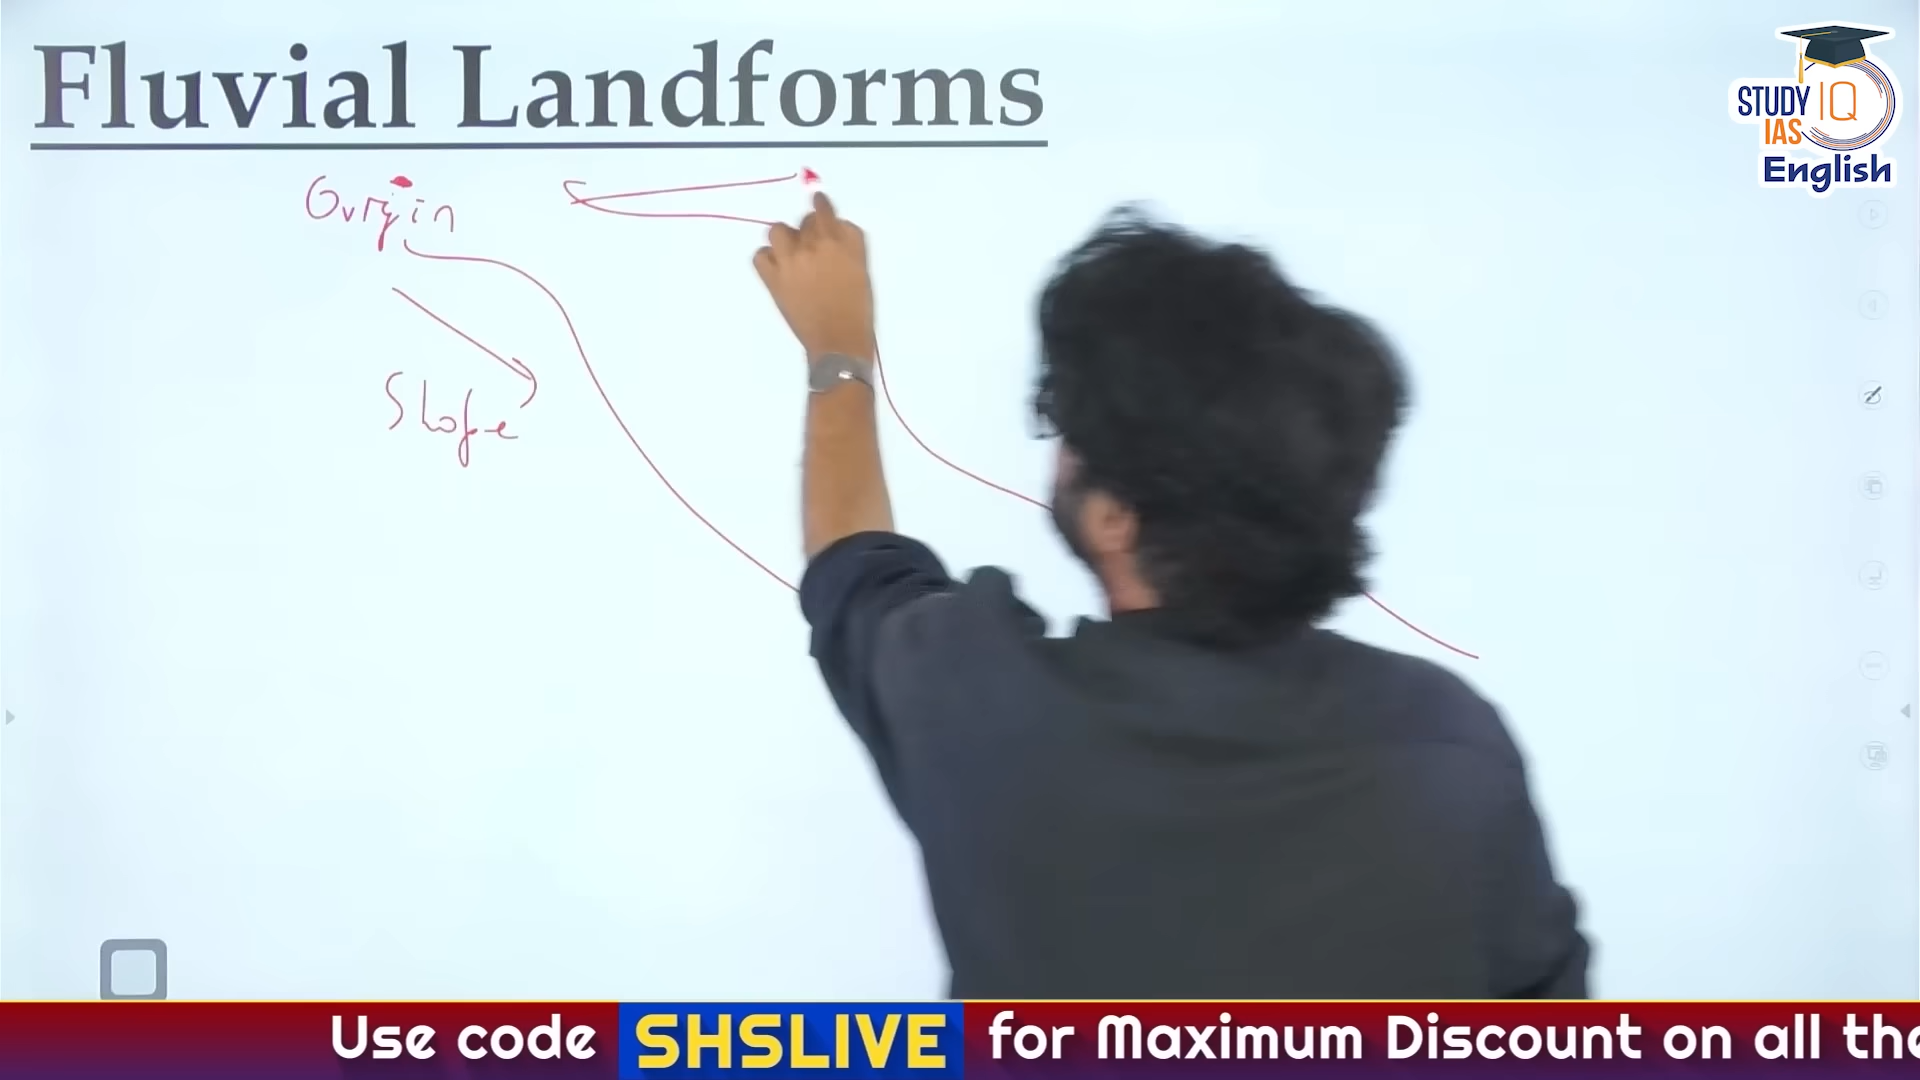 Fluvial Landforms
STUDY IQ
IAS
English
Origin
Slope
Use code SHSLIVE for Maximum Discount on all the